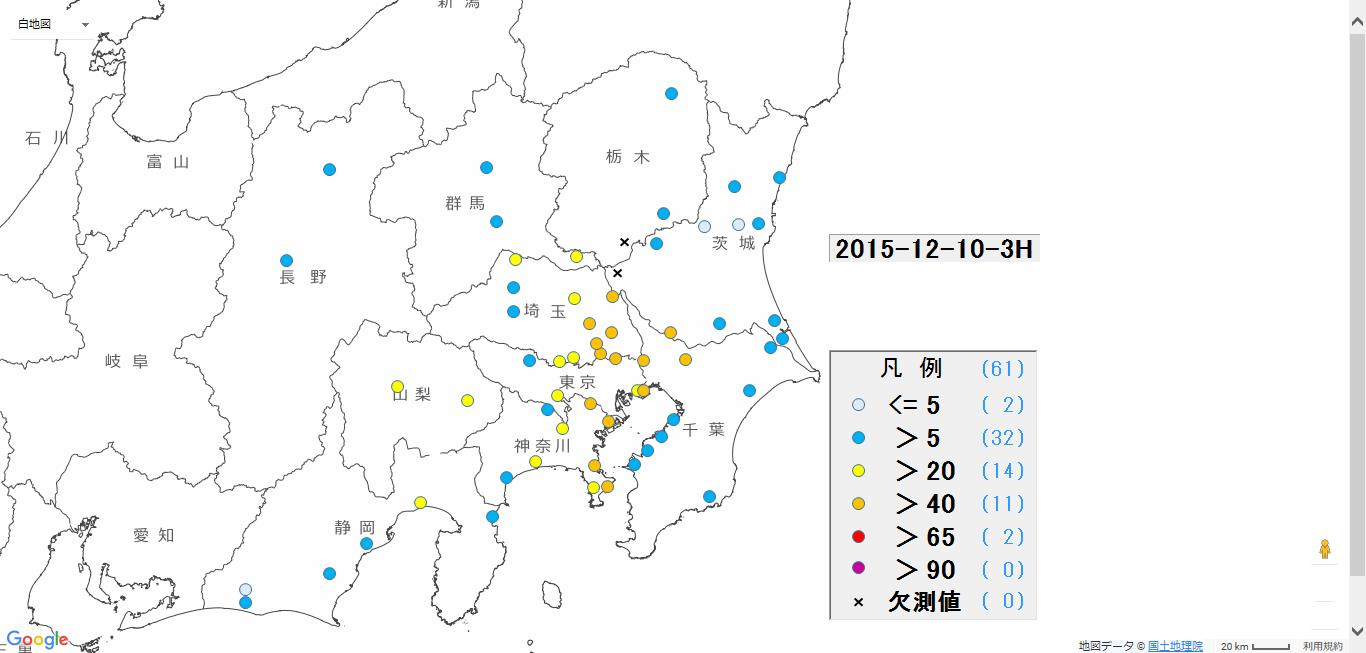 新潟
白地図
石川
富山
栃木
群馬
茨城
2015-12-10-3H
長野
埼玉
岐阜
東京
山梨
千葉
神奈川
静岡
愛知
凡 例 (61)
<= 5 ( 2)
＞ 5 (32)
＞ 20 (14)
＞ 40 (11)
＞ 65 ( 2)
＞ 90 ( 0)
× 欠測値 ( 0)
Google
地図データ © 国土地理院 20 km 利用規約